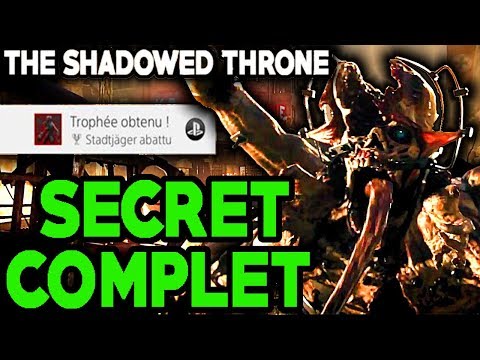 THE SHADOWED THRONE
Trophée obtenu !
Stadtjäger abattu
SECRET
COMPLET